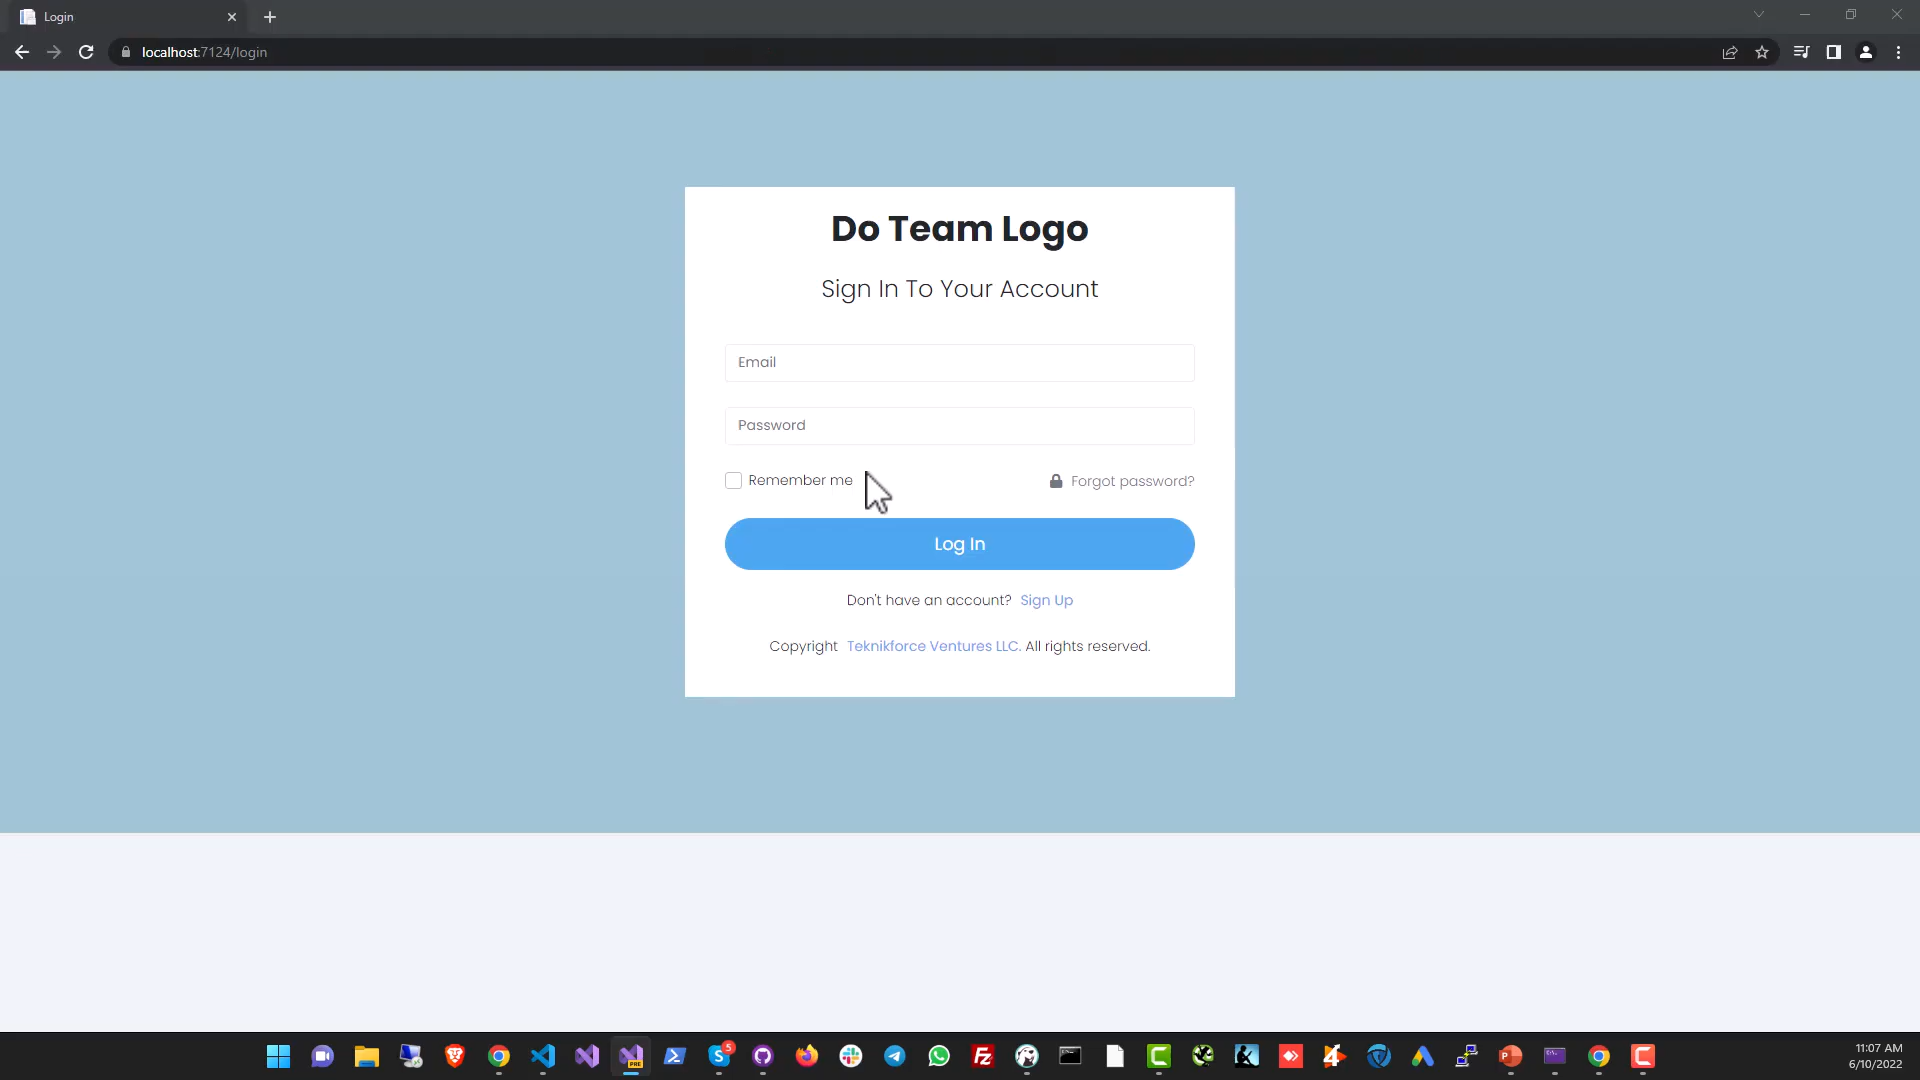 Login
localhost:7124/login
Do Team Logo
Sign In To Your Account
Email
Password
Remember me
Forgot password?
Log In
Don't have an account? Sign Up
Copyright Teknikforce Ventures LLC. All rights reserved.
5
PRE
11:07 AM
6/10/2022